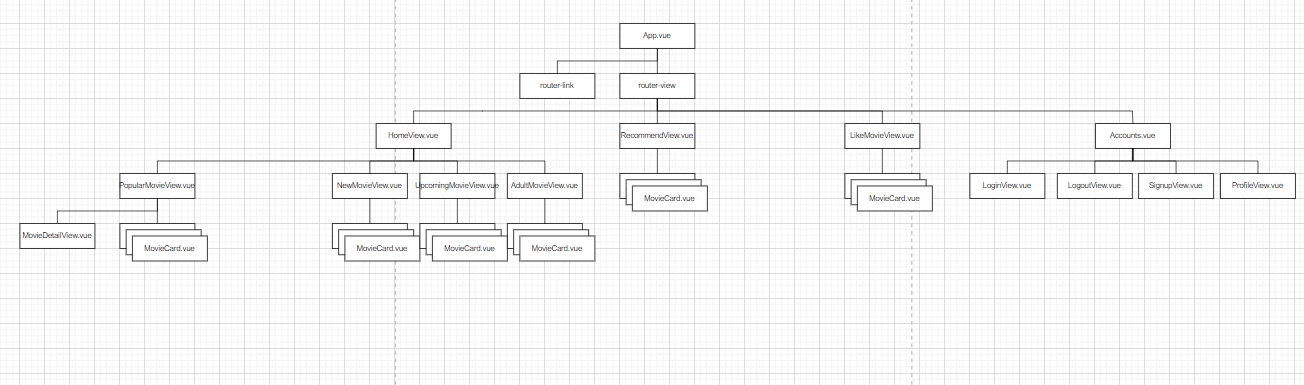 App.vue
router-link
router-view
HomeView.vue
RecommendView.vue
LikeMovieView.vue
Accounts.vue
PopularMovieView.vue
NewMovieView.vue
UpcomingMovieView.vue
AdultMovieView.vue
MovieCard.vue
MovieCard.vue
LoginView.vue
LogoutView.vue
SignupView.vue
ProfileView.vue
MovieDetailView.vue
MovieCard.vue
MovieCard.vue
MovieCard.vue
MovieCard.vue